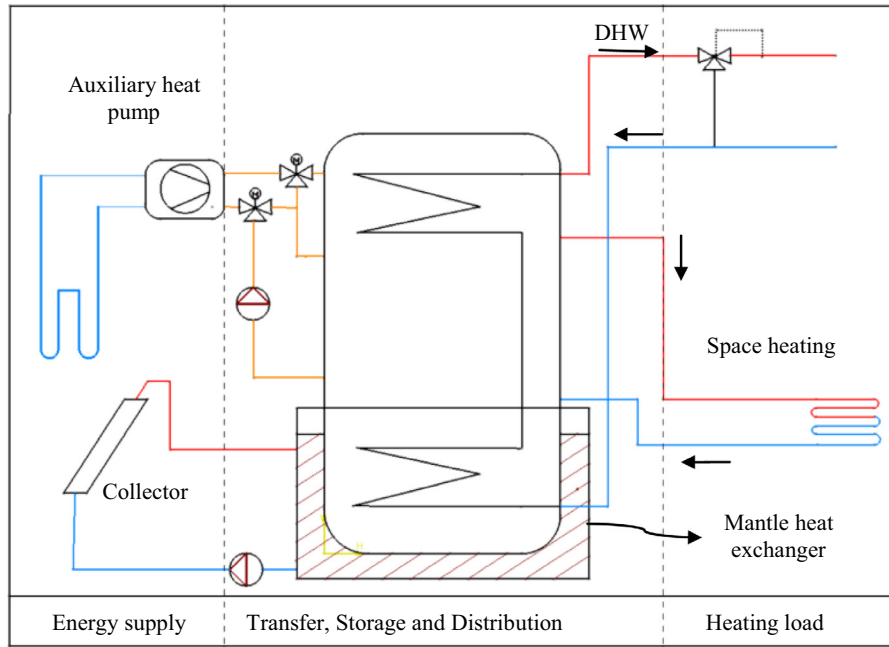 DHW
Auxiliary heat
pump
M
M
Space heating
Collector
Mantle heat
exchanger
H
Energy supply
Transfer, Storage and Distribution
Heating load